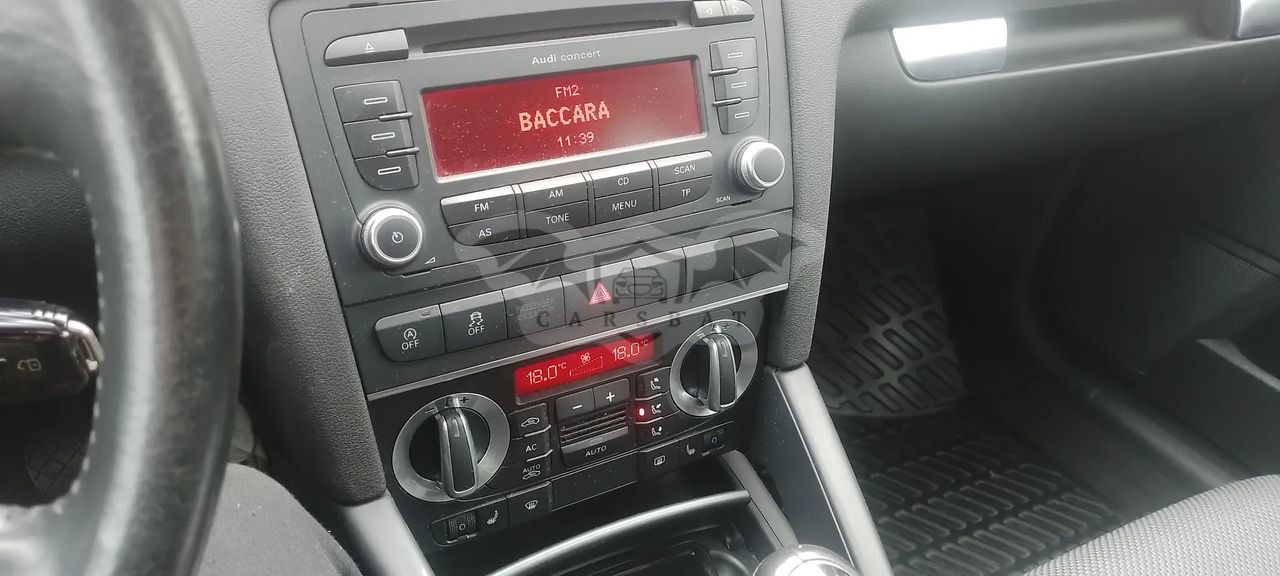 Audi concert
FM2
BACCARA
11:39
FM
AM
CD
SCAN
AS
TONE
MENU
TP
SCAN
PASSENGER
OFF
OFF
CARSBAT
18.0°C
18.0°C
- +
- +
AC
AUTO
AUTO